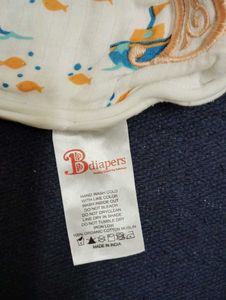 Bdiapers
HAND WASH COLD
WITH LIKE COLOR
WASH INSIDE OUT
DO NOT BLEACH
DO NOT DRYCLEAN
LINE DRY IN SHADE
DO NOT TUMBLE DRY
IRON LOW
100% ORGANIC COTTON MUSLIN
MADE IN INDIA